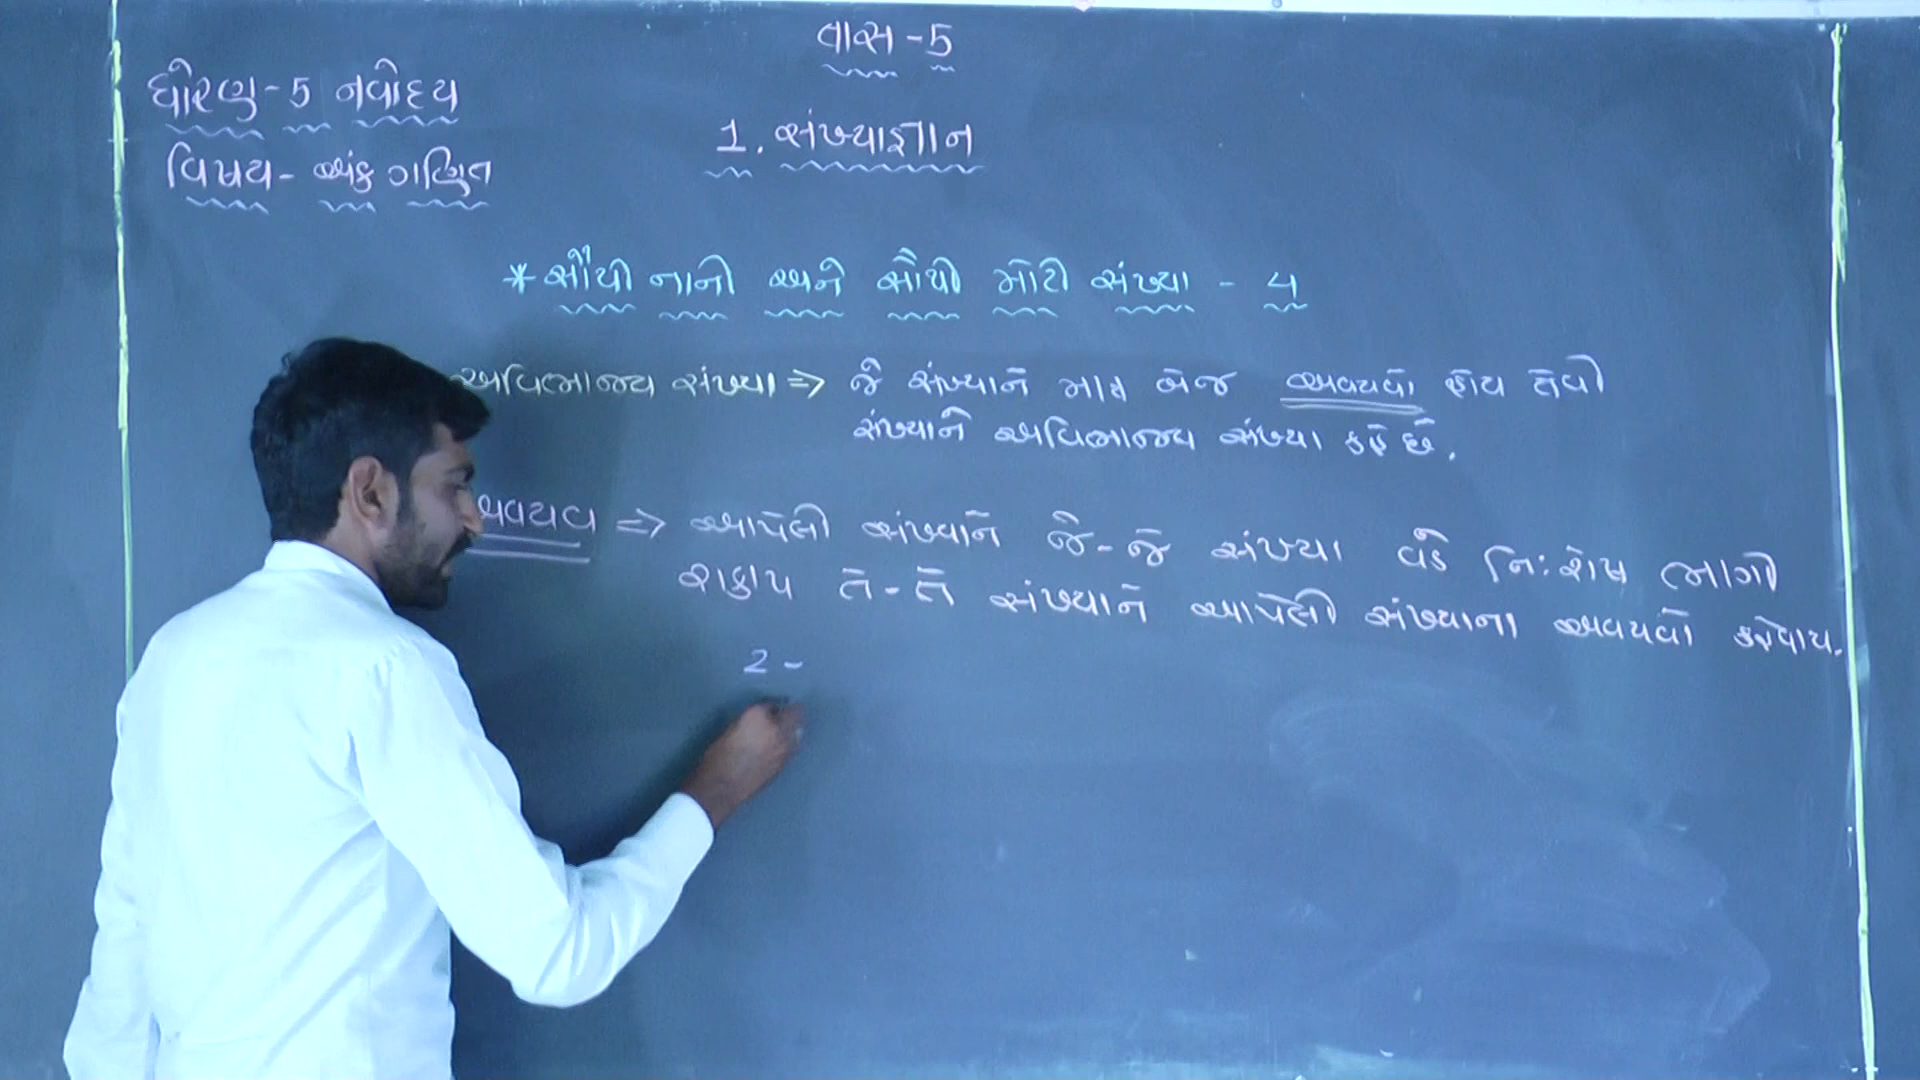 તાસ - 5
ધોરણ - 5 નવોદય
વિષય - અંક ગણિત
1. સંખ્યાજ્ઞાન
* સૌથી નાની અને સૌથી મોટી સંખ્યા - 4
અવિભાજ્ય સંખ્યા => જે સંખ્યાને માત્ર બેજ અવયવો હોય તેવી
સંખ્યાને અવિભાજ્ય સંખ્યા કહે છે.
અવયવ => આપેલી સંખ્યાને જે - જે સંખ્યા વડે નિ:શેષ ભાગી
શકાય તે - તે સંખ્યાને આપેલી સંખ્યાના અવયવો કહેવાય.
2 -